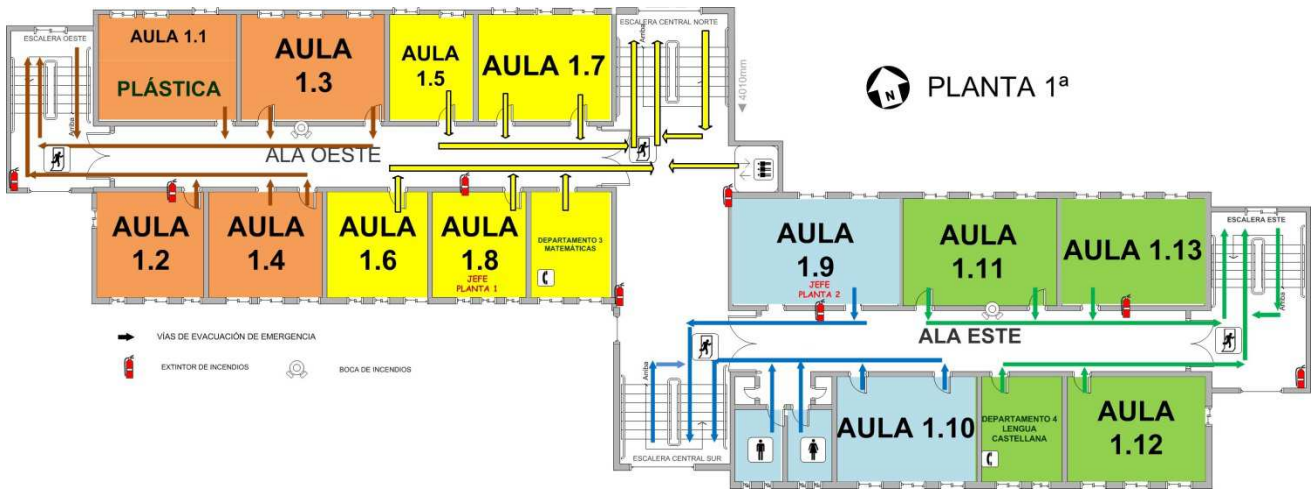 ESCALERA OESTE
AULA 1.1
PLÁSTICA
AULA
1.3
AULA
1.5
AULA 1.7
ESCALERA CENTRAL NORTE
Arriba
4010mm
N
PLANTA 1ª
Arriba
ALA OESTE
AULA
1.2
AULA
1.4
AULA
1.6
AULA
1.8
JEFE
PLANTA 1
DEPARTAMENTO 3
MATEMÁTICAS
AULA
1.9
JEFE
PLANTA 2
AULA
1.11
AULA 1.13
ESCALERA ESTE
Arriba
VÍAS DE EVACUACIÓN DE EMERGENCIA
EXTINTOR DE INCENDIOS
BOCA DE INCENDIOS
ALA ESTE
Arriba
ESCALERA CENTRAL SUR
AULA 1.10
DEPARTAMENTO 4
LENGUA
CASTELLANA
AULA
1.12